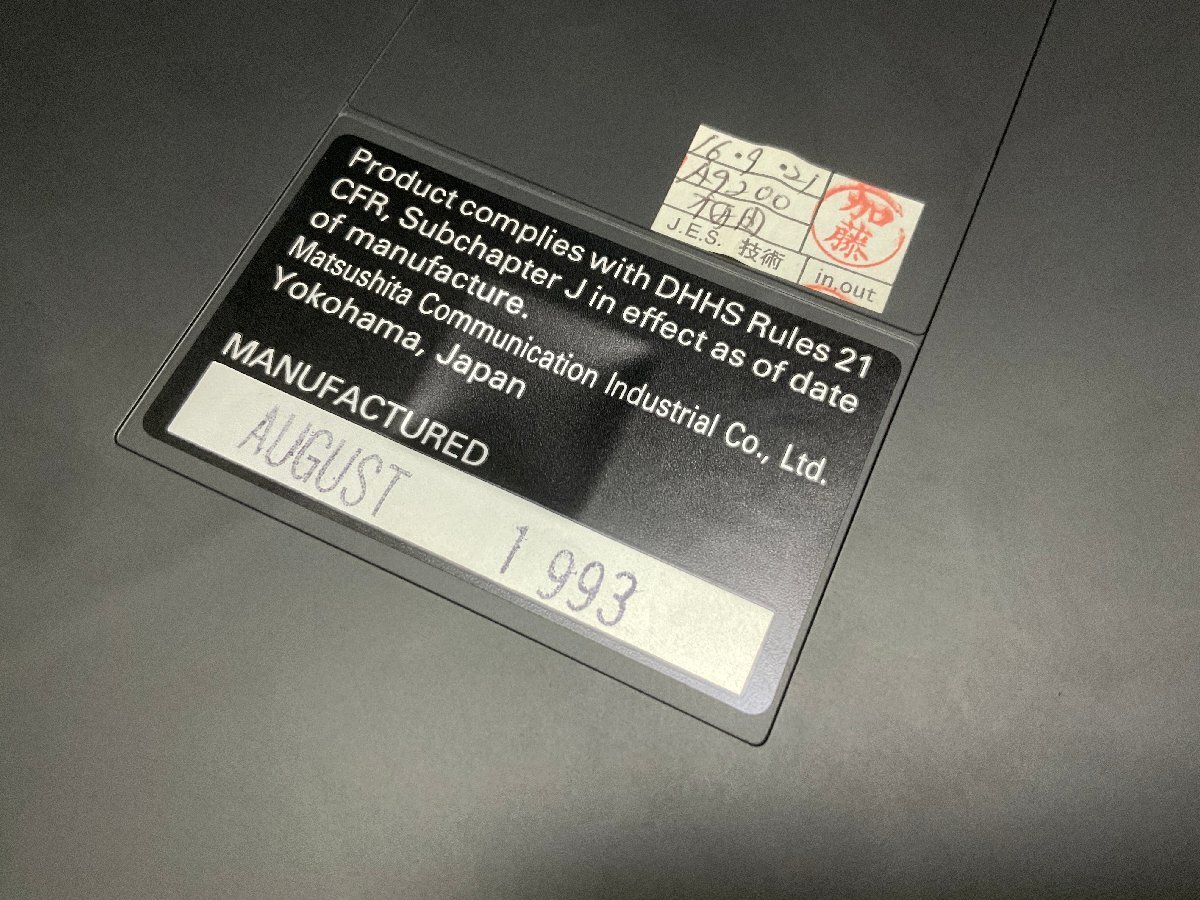 16.9.21
A9200
加
藤
J.E.S. 技術
in,out
Product complies with DHHS Rules 21
CFR, Subchapter J in effect as of date
of manufacture.
Matsushita Communication Industrial Co., Ltd.
Yokohama, Japan
MANUFACTURED
AUGUST 1993